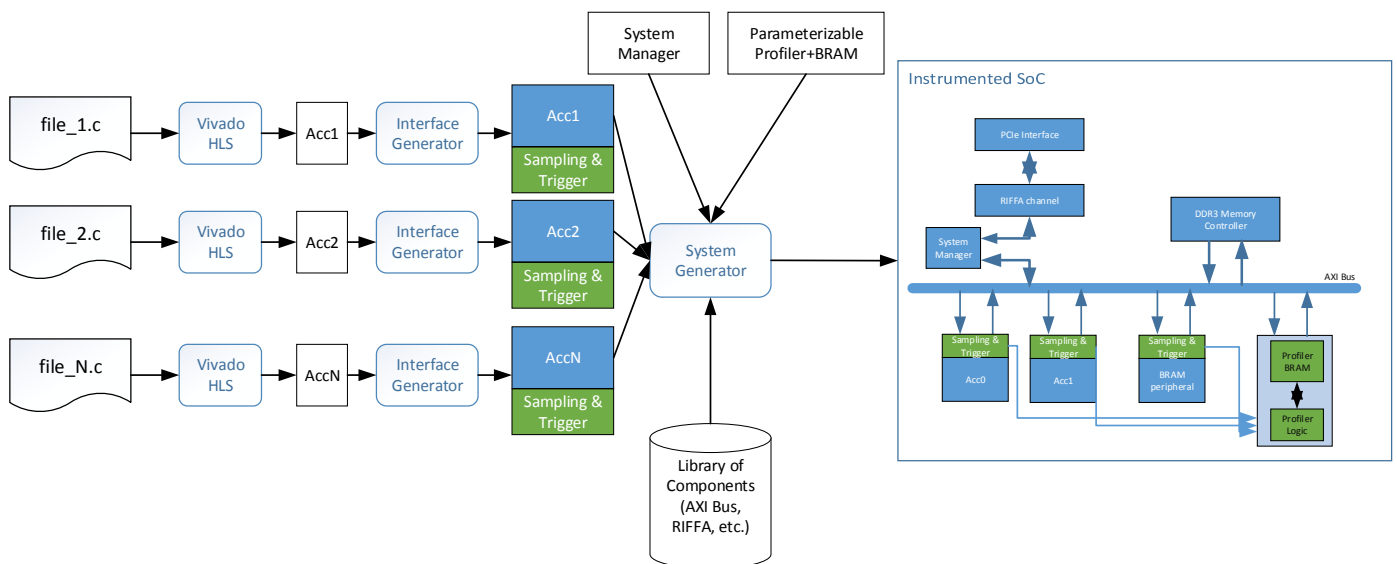 System
Manager
Parameterizable
Profiler+BRAM
file_1.c
Vivado
HLS
Acc1
Interface
Generator
Acc1
Sampling &
Trigger
file_2.c
Vivado
HLS
Acc2
Interface
Generator
Acc2
Sampling &
Trigger
file_N.c
Vivado
HLS
AccN
Interface
Generator
AccN
Sampling &
Trigger
System
Generator
Library of
Components
(AXI Bus,
RIFFA, etc.)
Instrumented SoC
PCIe Interface
RIFFA channel
System
Manager
DDR3 Memory
Controller
AXI Bus
Sampling &
Trigger
Acc0
Sampling &
Trigger
Acc1
Sampling &
Trigger
BRAM
peripheral
Profiler
BRAM
Profiler
Logic